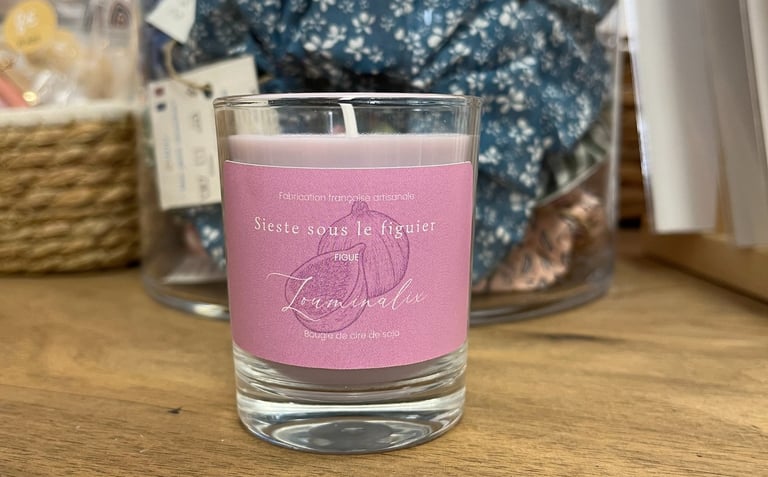 Fabrication française artisanale
Sieste sous le figuier
FIGUE
Louminalix
Bougie de cire de soja